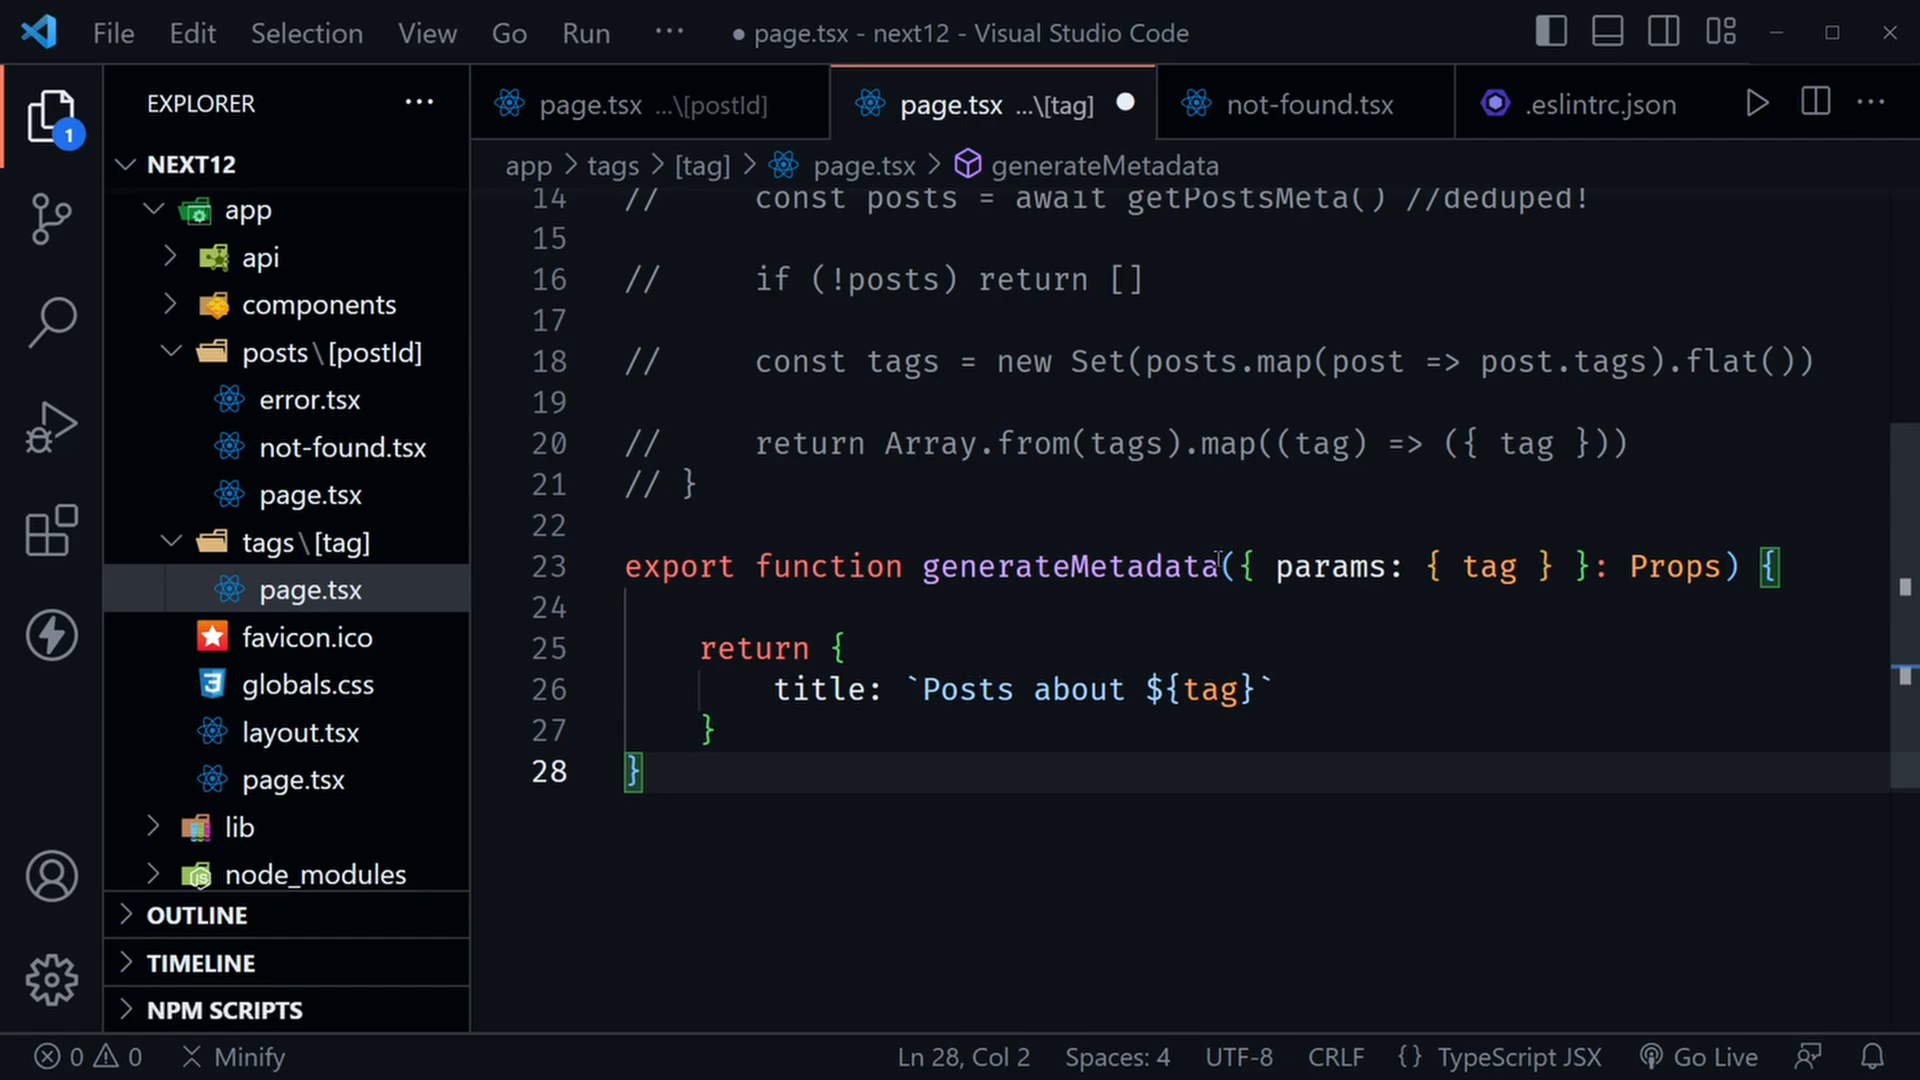 File Edit Selection View Go Run ··· ● page.tsx - next12 - Visual Studio Code
EXPLORER ···
1
NEXT12
app
api
components
posts\[postId]
error.tsx
not-found.tsx
page.tsx
tags\[tag]
page.tsx
favicon.ico
globals.css
layout.tsx
page.tsx
lib
node_modules
OUTLINE
TIMELINE
NPM SCRIPTS
page.tsx ...\[postId] page.tsx ...\[tag] ● not-found.tsx .eslintrc.json ···
app > tags > [tag] > page.tsx > generateMetadata
14 //     const posts = await getPostsMeta() //deduped!
15
16 //     if (!posts) return []
17
18 //     const tags = new Set(posts.map(post => post.tags).flat())
19
20 //     return Array.from(tags).map((tag) => ({ tag }))
21 // }
22
23 export function generateMetadata({ params: { tag } }: Props) {
24
25     return {
26         title: `Posts about ${tag}`
27     }
28 }
0 0 Minify Ln 28, Col 2 Spaces: 4 UTF-8 CRLF {} TypeScript JSX Go Live